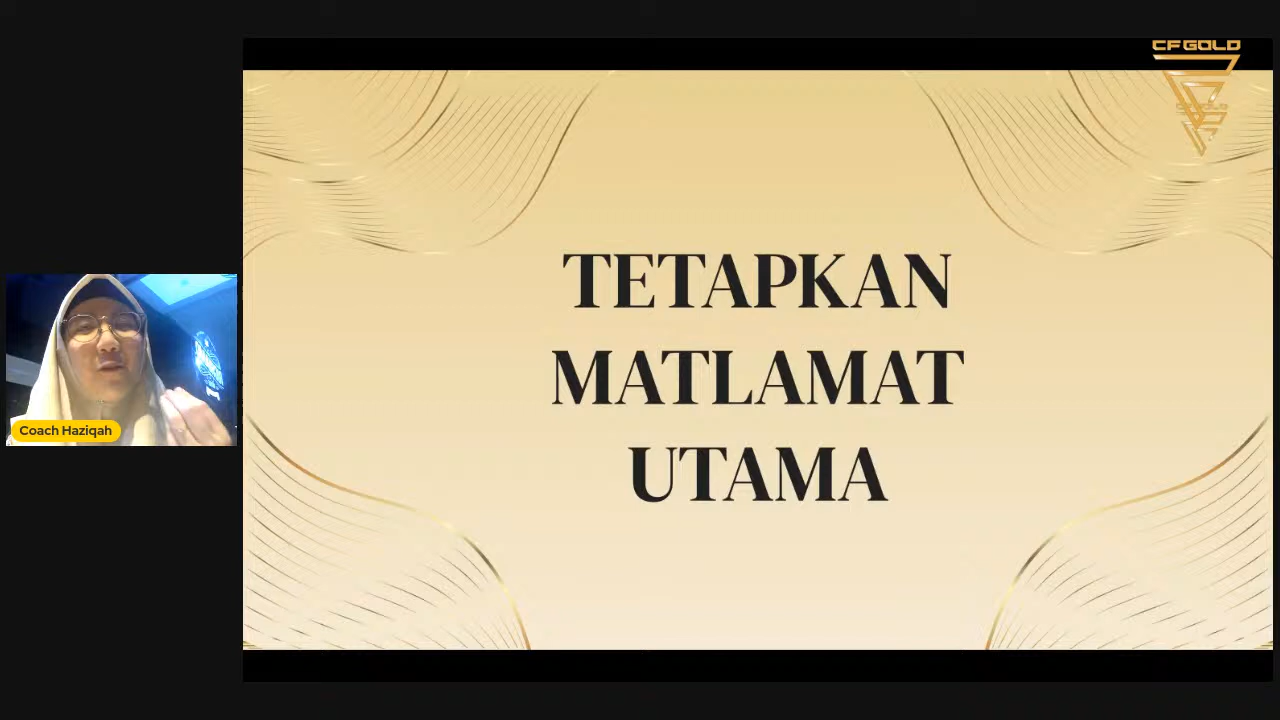 CF GOLD
TETAPKAN
MATLAMAT
UTAMA
Coach Haziqah